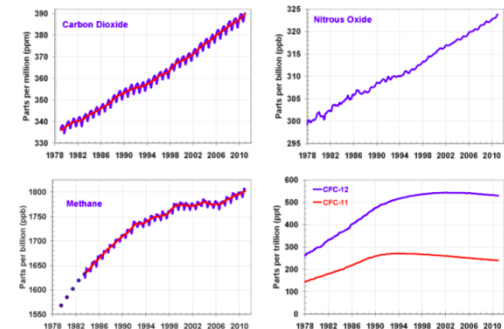 Carbon Dioxide
Parts per million (ppm)
390
380
370
360
350
340
330
1978 1982 1986 1990 1994 1998 2002 2006 2010
Nitrous Oxide
Parts per billion (ppb)
325
320
315
310
305
300
295
1978 1982 1986 1990 1994 1998 2002 2006 2010
Methane
Parts per billion (ppb)
1800
1750
1700
1650
1600
1550
1978 1982 1986 1990 1994 1998 2002 2006 2010
CFC-12
CFC-11
Parts per trillion (ppt)
600
500
400
300
200
100
0
1978 1982 1986 1990 1994 1998 2002 2006 2010